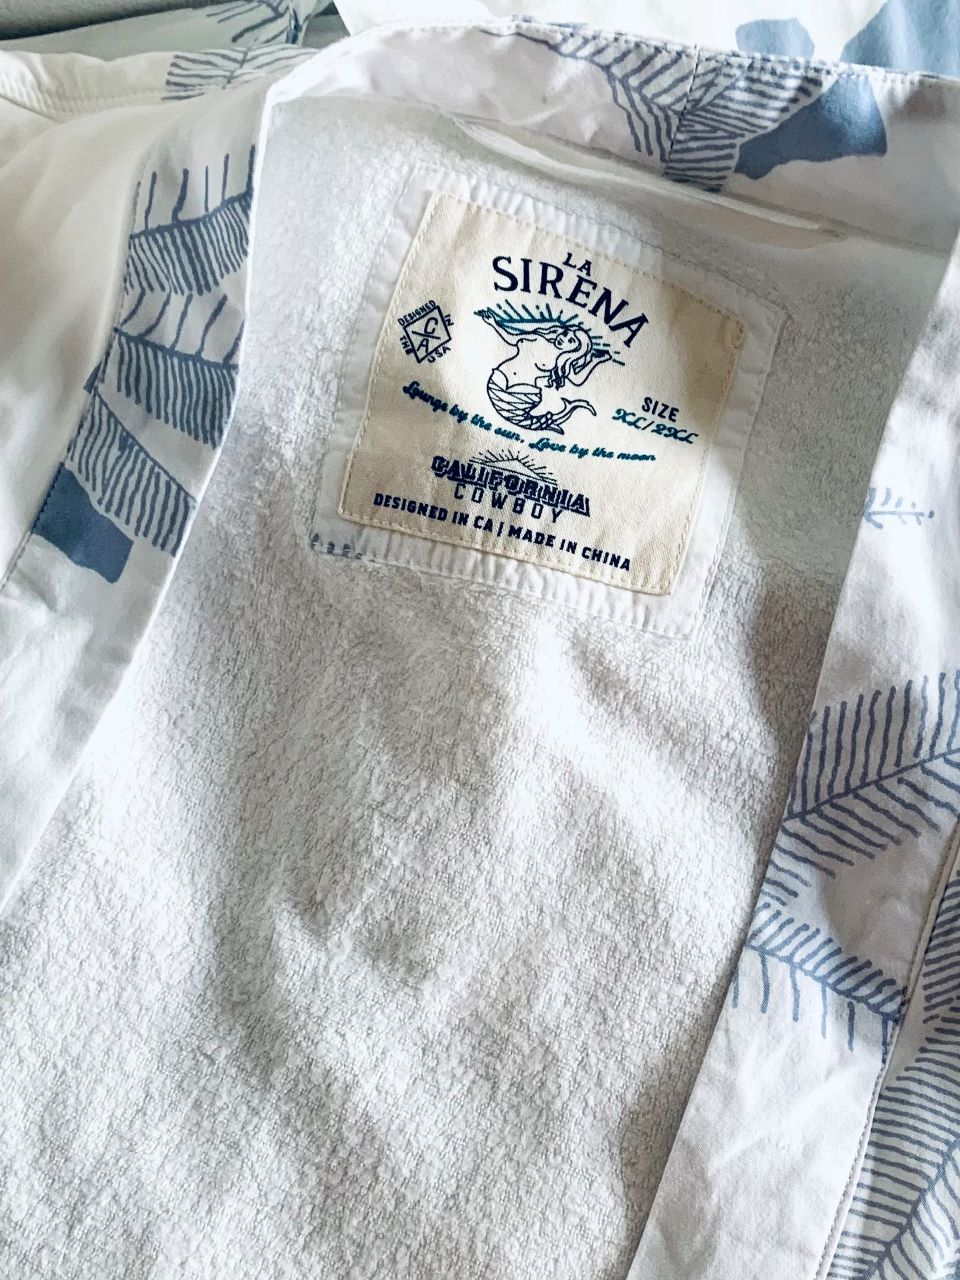 LA
SIRENA
DESIGNED
IN
THE
USA
CA
SIZE
XL/2XL
Lounge by the sun, Love by the moon
CALIFORNIA
COWBOY
DESIGNED IN CA | MADE IN CHINA